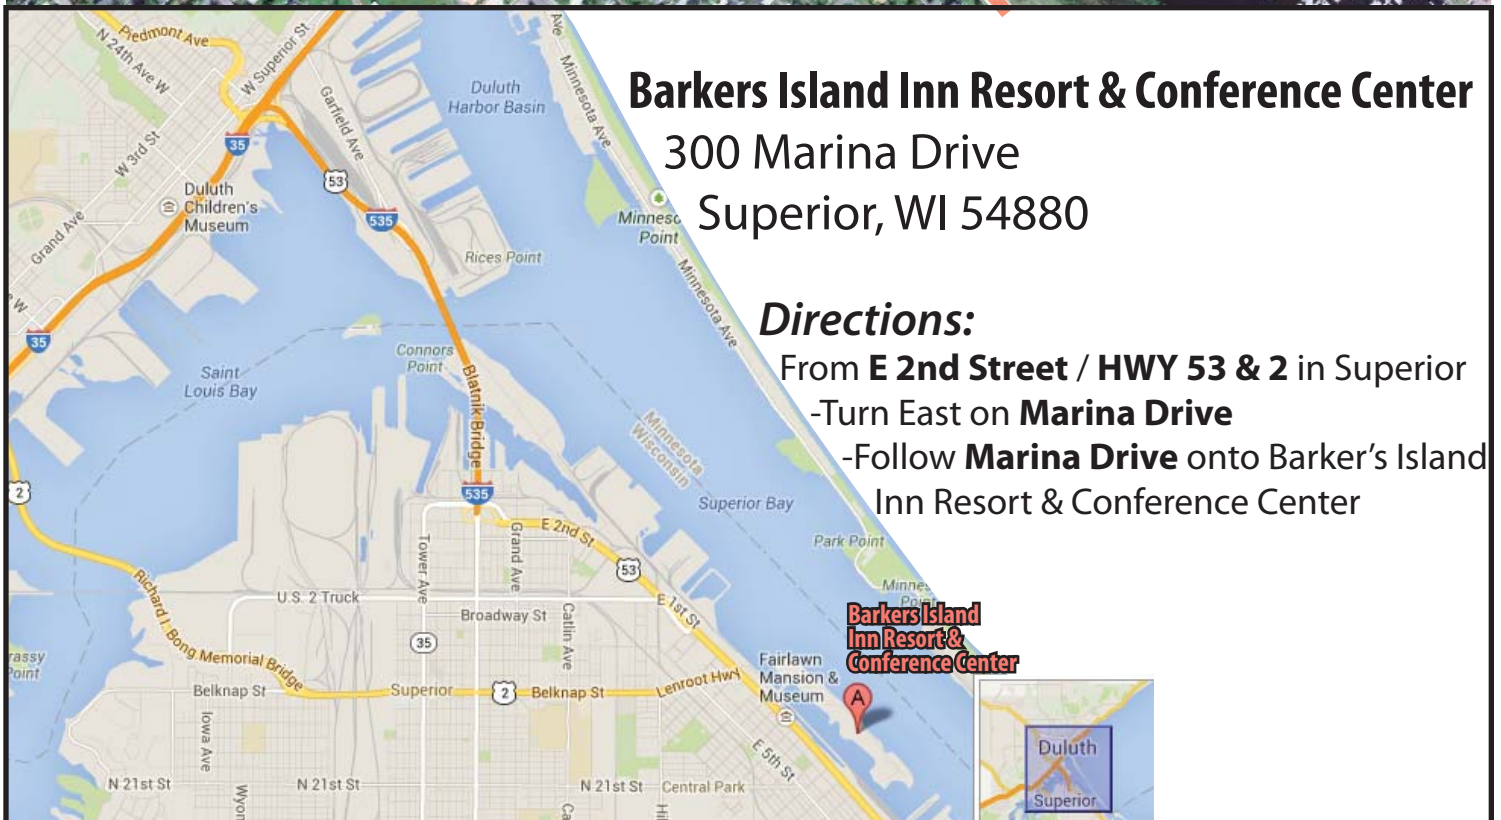 Barkers Island Inn Resort & Conference Center
300 Marina Drive
Superior, WI 54880
Directions:
From E 2nd Street / HWY 53 & 2 in Superior
-Turn East on Marina Drive
-Follow Marina Drive onto Barker's Island
Inn Resort & Conference Center
Piedmont Ave
N 24th Ave W
W Superior St
Garfield Ave
Duluth
Harbor Basin
Ave
Minnesota Ave
W 3rd St
35
53
535
Duluth
Children's
Museum
Grand Ave
Point
Minnesota Ave
Rices Point
W
35
Saint
Louis Bay
Connors
Point
Blatnik Bridge
Minnesota
Wisconsin
2
535
Superior Bay
E 2nd St
Park Point
Tower Ave
Grand Ave
53
U.S. 2 Truck
E 1st St
Broadway St
Catlin Ave
35
Richard I. Bong Memorial Bridge
Point
Barkers Island
Inn Resort &
Conference Center
Fairlawn
Mansion &
Museum
A
Belknap St
Superior
2
Belknap St
Lenroot Hwy
Iowa Ave
E 5th St
N 21st St
N 21st St
N 21st St
Central Park
Duluth
Superior